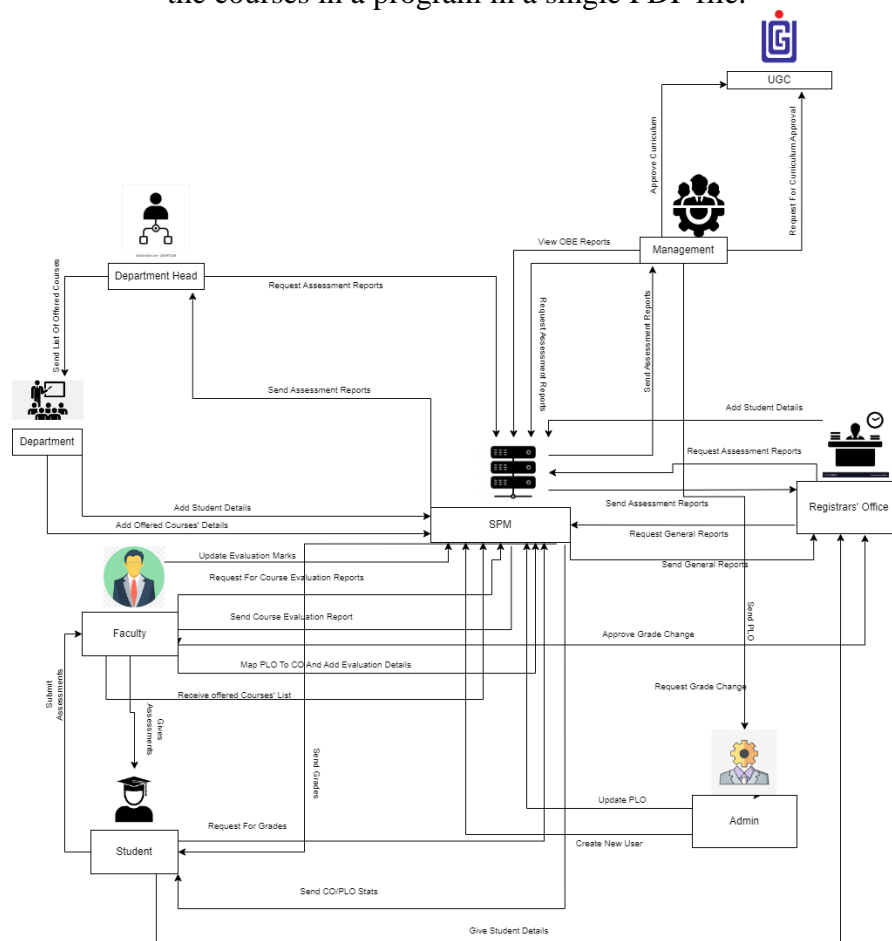 the courses in a program in a single PDF file.
UGC
Approve Curriculum
Request For Curriculum Approval
Management
View OBE Reports
Department Head
Request Assessment Reports
Send List Of Offered Courses
Request Assessment Reports
Send Assessment Reports
Send Assessment Reports
Add Student Details
Department
Request Assessment Reports
Registrars' Office
Send Assessment Reports
Add Student Details
SPM
Add Offered Courses' Details
Request General Reports
Update Evaluation Marks
Send General Reports
Request For Course Evaluation Reports
Send Course Evaluation Report
Faculty
Send PLO
Approve Grade Change
Map PLO To CO And Add Evaluation Details
Submit
Assessments
Receive offered Courses' List
Request Grade Change
Gives
Assessments
Send Grades
Update PLO
Admin
Request For Grades
Create New User
Student
Send CO/PLO Stats
Give Student Details